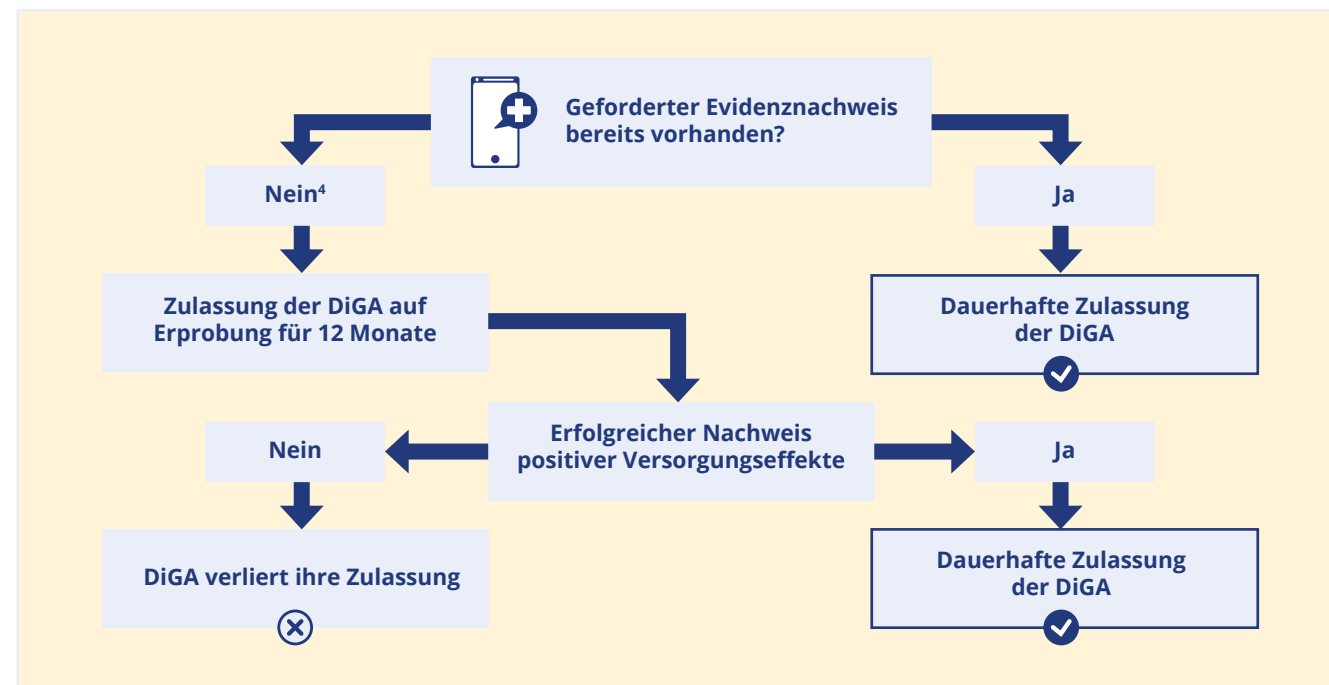 Geforderter Evidenznachweis
bereits vorhanden?
Nein⁴
Ja
Zulassung der DiGA auf
Erprobung für 12 Monate
Dauerhafte Zulassung
der DiGA
Erfolgreicher Nachweis
positiver Versorgungseffekte
Nein
Ja
DiGA verliert ihre Zulassung
Dauerhafte Zulassung
der DiGA